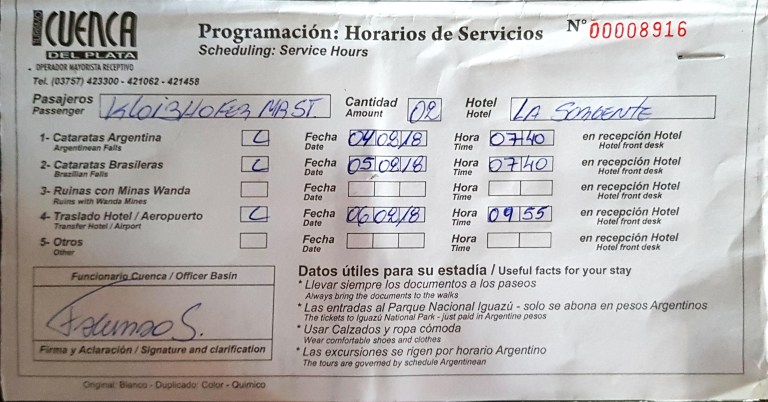 CUENCA
DEL PLATA
OPERADOR MAYORISTA RECEPTIVO
Tel. (03757) 423300 - 421062 - 421458
Programación: Horarios de Servicios
Scheduling: Service Hours
N° 00008916
Pasajeros KLOIBHOFER MAST. Cantidad 02 Hotel LA SORGENTE
Passenger Amount Hotel
1- Cataratas Argentina Fecha 04 02 18 Hora 07 40 en recepción Hotel
Argentinean Falls Date Time Hotel front desk
2- Cataratas Brasileras Fecha 05 02 18 Hora 07 40 en recepción Hotel
Brazilian Falls Date Time Hotel front desk
3- Ruinas con Minas Wanda Fecha Hora en recepción Hotel
Ruins with Wanda Mines Date Time Hotel front desk
4- Traslado Hotel / Aeropuerto Fecha 06 02 18 Hora 09 55 en recepción Hotel
Transfer Hotel / Airport Date Time Hotel front desk
5- Otros Fecha Hora en recepción Hotel
Other Date Time Hotel front desk
Funcionario Cuenca / Officer Basin
Facundo S.
Firma y Aclaración / Signature and clarification
Datos útiles para su estadia / Useful facts for your stay
* Llevar siempre los documentos a los paseos
Always bring the documents to the walks
* Las entradas al Parque Nacional Iguazú - solo se abona en pesos Argentinos
The tickets to Iguazú National Park - just paid in Argentine pesos
* Usar Calzados y ropa cómoda
Wear comfortable shoes and clothes
* Las excursiones se rigen por horario Argentino
The tours are governed by schedule Argentinean
Original: Blanco - Duplicado: Color - Quimico